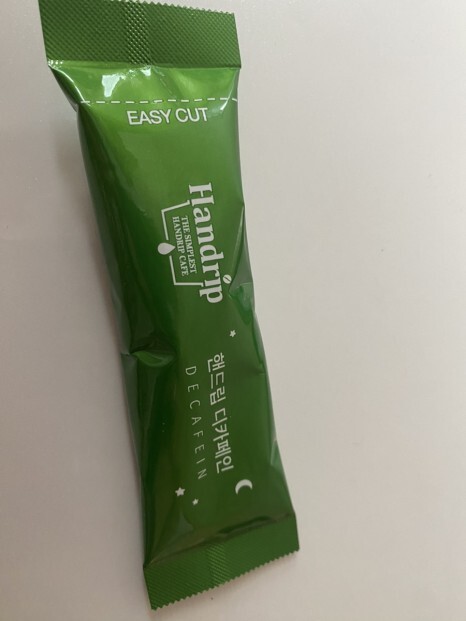 EASY CUT
Handrip
THE SIMPLEST
HANDRIP CAFE
핸드립 디카페인
DECAFEIN